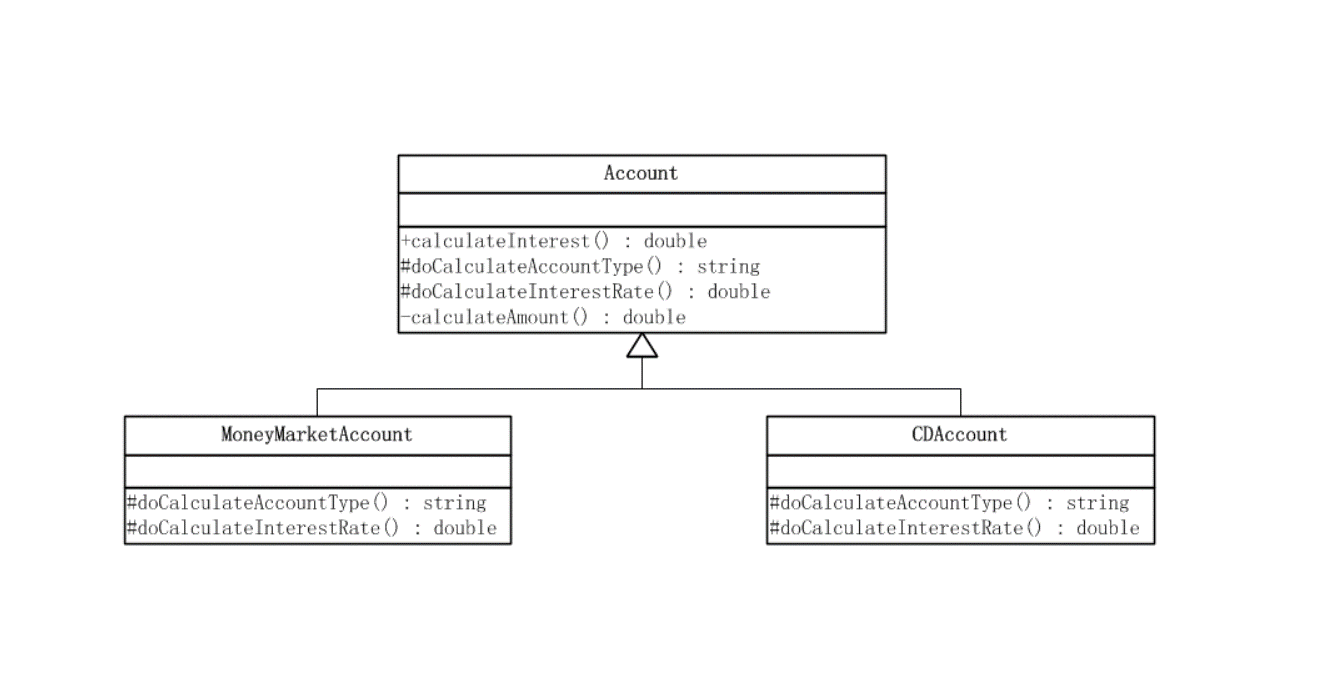 Account
+calculateInterest() : double
#doCalculateAccountType() : string
#doCalculateInterestRate() : double
-calculateAmount() : double
MoneyMarketAccount
#doCalculateAccountType() : string
#doCalculateInterestRate() : double
CDAccount
#doCalculateAccountType() : string
#doCalculateInterestRate() : double